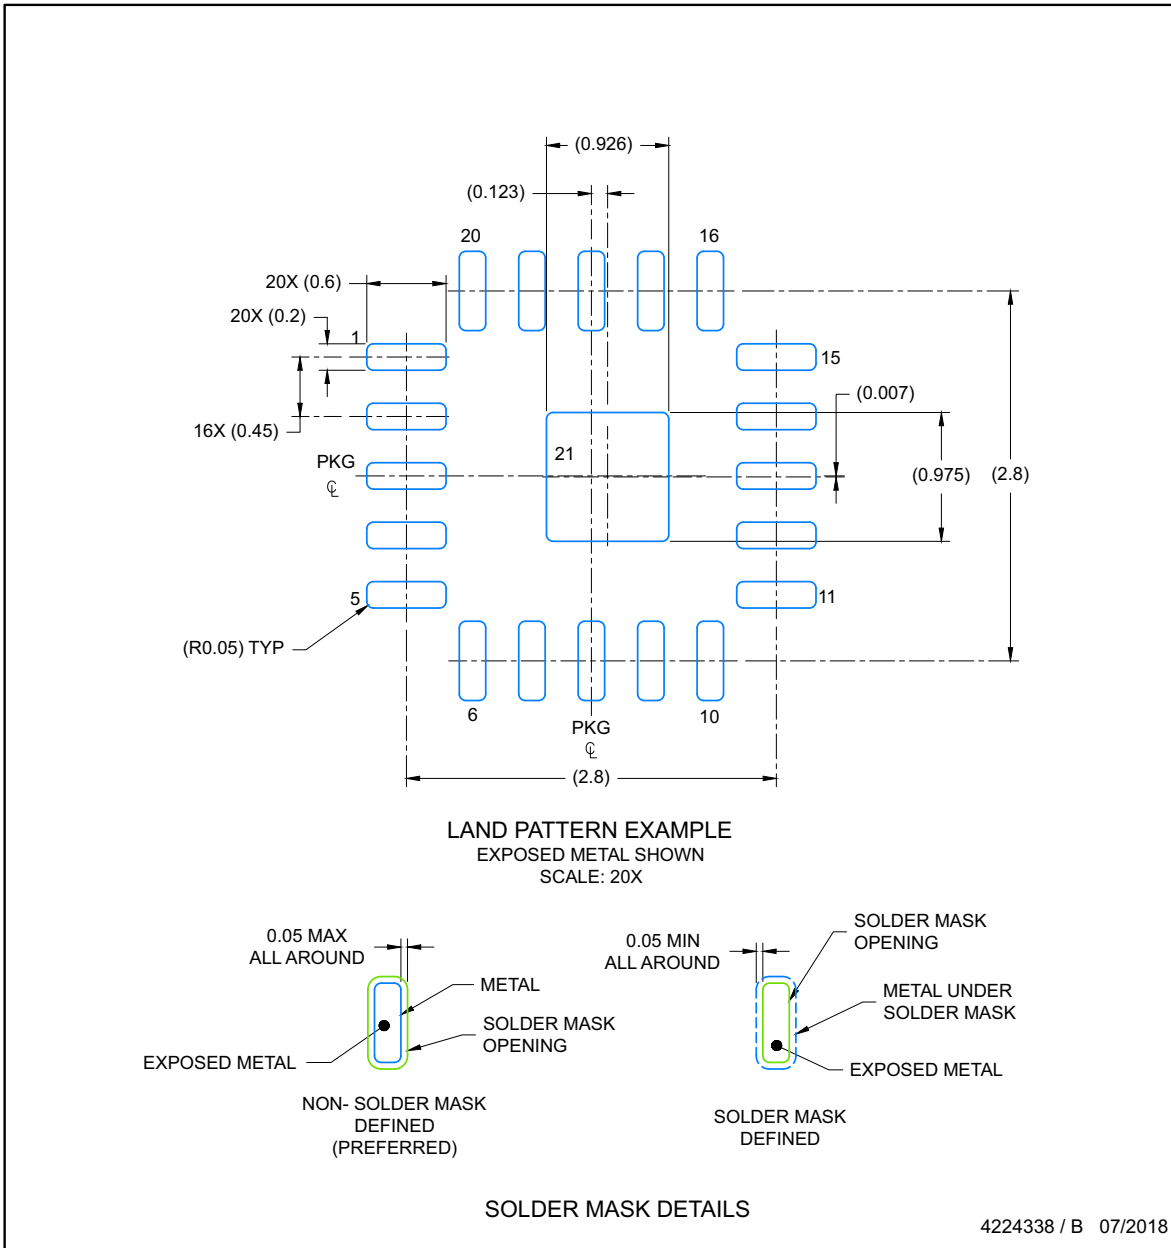 (0.926)
(0.123)
20
16
20X (0.6)
20X (0.2)
1
15
(0.007)
16X (0.45)
21
PKG
℄
(0.975)
(2.8)
5
11
(R0.05) TYP
6
10
PKG
℄
(2.8)
LAND PATTERN EXAMPLE
EXPOSED METAL SHOWN
SCALE: 20X
0.05 MAX
ALL AROUND
METAL
SOLDER MASK
OPENING
EXPOSED METAL
NON- SOLDER MASK
DEFINED
(PREFERRED)
0.05 MIN
ALL AROUND
SOLDER MASK
OPENING
METAL UNDER
SOLDER MASK
EXPOSED METAL
SOLDER MASK
DEFINED
SOLDER MASK DETAILS
4224338 / B 07/2018